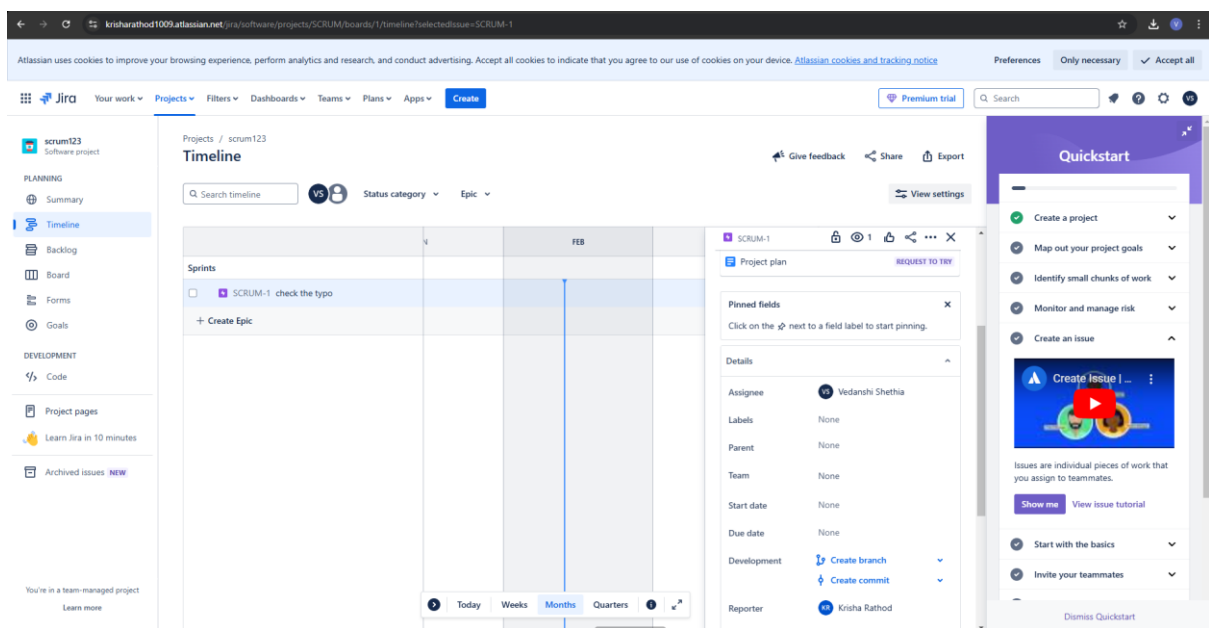 krisharathod1009.atlassian.net/jira/software/projects/SCRUM/boards/1/timeline?selectedIssue=SCRUM-1
V
Atlassian uses cookies to improve your browsing experience, perform analytics and research, and conduct advertising. Accept all cookies to indicate that you agree to our use of cookies on your device. Atlassian cookies and tracking notice
Preferences
Only necessary
Accept all
Jira
Your work
Projects
Filters
Dashboards
Teams
Plans
Apps
Create
Premium trial
Search
VS
scrum123
Software project
PLANNING
Summary
Timeline
Backlog
Board
Forms
Goals
DEVELOPMENT
Code
Project pages
Learn Jira in 10 minutes
Archived issues NEW
You're in a team-managed project
Learn more
Projects / scrum123
Timeline
Give feedback
Share
Export
Search timeline
VS
Status category
Epic
View settings
FEB
Sprints
SCRUM-1 check the typo
+ Create Epic
Today
Weeks
Months
Quarters
SCRUM-1
1
Project plan
REQUEST TO TRY
Pinned fields
Click on the next to a field label to start pinning.
Details
Assignee
VS Vedanshi Shethia
Labels
None
Parent
None
Team
None
Start date
None
Due date
None
Development
Create branch
Create commit
Reporter
KR Krisha Rathod
Quickstart
Create a project
Map out your project goals
Identify small chunks of work
Monitor and manage risk
Create an issue
Create Issue | ...
Issues are individual pieces of work that
you assign to teammates.
Show me
View issue tutorial
Start with the basics
Invite your teammates
Dismiss Quickstart